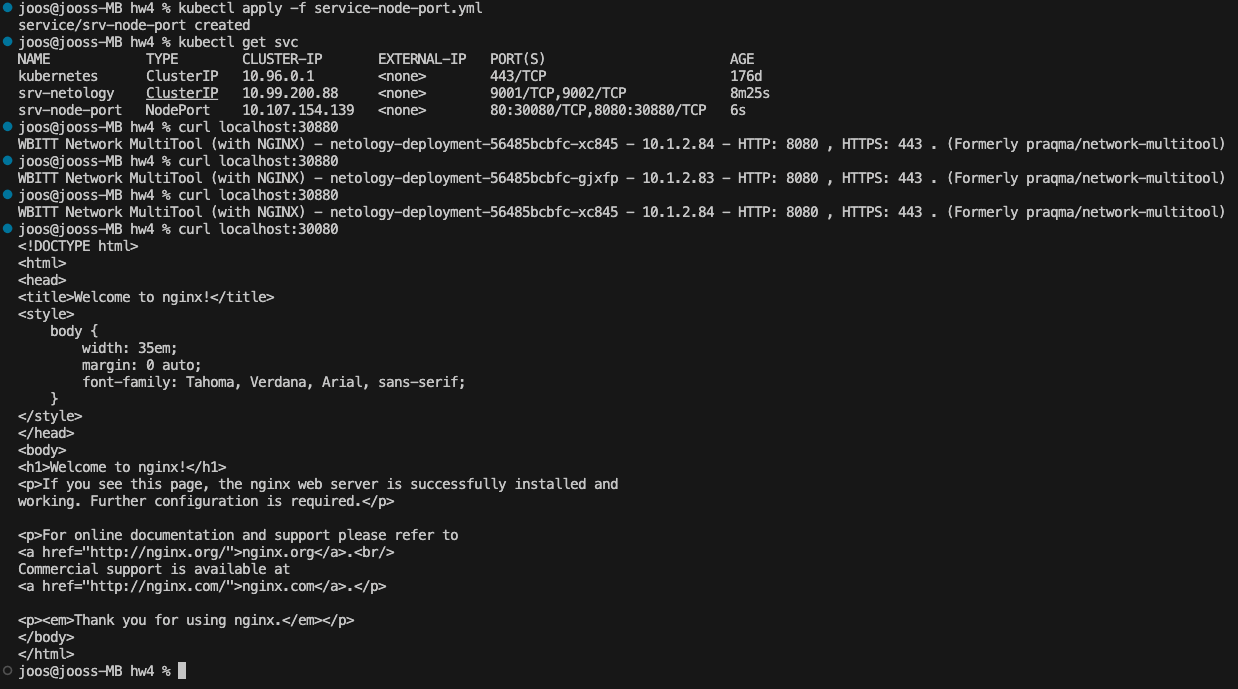 joos@jooss-MB hw4 % kubectl apply -f service-node-port.yml
service/srv-node-port created
joos@jooss-MB hw4 % kubectl get svc
NAME            TYPE        CLUSTER-IP       EXTERNAL-IP   PORT(S)                       AGE
kubernetes      ClusterIP   10.96.0.1        <none>        443/TCP                       176d
srv-netology    ClusterIP   10.99.200.88     <none>        9001/TCP,9002/TCP             8m25s
srv-node-port   NodePort    10.107.154.139   <none>        80:30080/TCP,8080:30880/TCP   6s
joos@jooss-MB hw4 % curl localhost:30880
WBITT Network MultiTool (with NGINX) - netology-deployment-56485bcbfc-xc845 - 10.1.2.84 - HTTP: 8080 , HTTPS: 443 . (Formerly praqma/network-multitool)
joos@jooss-MB hw4 % curl localhost:30880
WBITT Network MultiTool (with NGINX) - netology-deployment-56485bcbfc-gjxfp - 10.1.2.83 - HTTP: 8080 , HTTPS: 443 . (Formerly praqma/network-multitool)
joos@jooss-MB hw4 % curl localhost:30880
WBITT Network MultiTool (with NGINX) - netology-deployment-56485bcbfc-xc845 - 10.1.2.84 - HTTP: 8080 , HTTPS: 443 . (Formerly praqma/network-multitool)
joos@jooss-MB hw4 % curl localhost:30080
<!DOCTYPE html>
<html>
<head>
<title>Welcome to nginx!</title>
<style>
    body {
        width: 35em;
        margin: 0 auto;
        font-family: Tahoma, Verdana, Arial, sans-serif;
    }
</style>
</head>
<body>
<h1>Welcome to nginx!</h1>
<p>If you see this page, the nginx web server is successfully installed and
working. Further configuration is required.</p>

<p>For online documentation and support please refer to
<a href="http://nginx.org/">nginx.org</a>.<br/>
Commercial support is available at
<a href="http://nginx.com/">nginx.com</a>.</p>

<p><em>Thank you for using nginx.</em></p>
</body>
</html>
joos@jooss-MB hw4 %